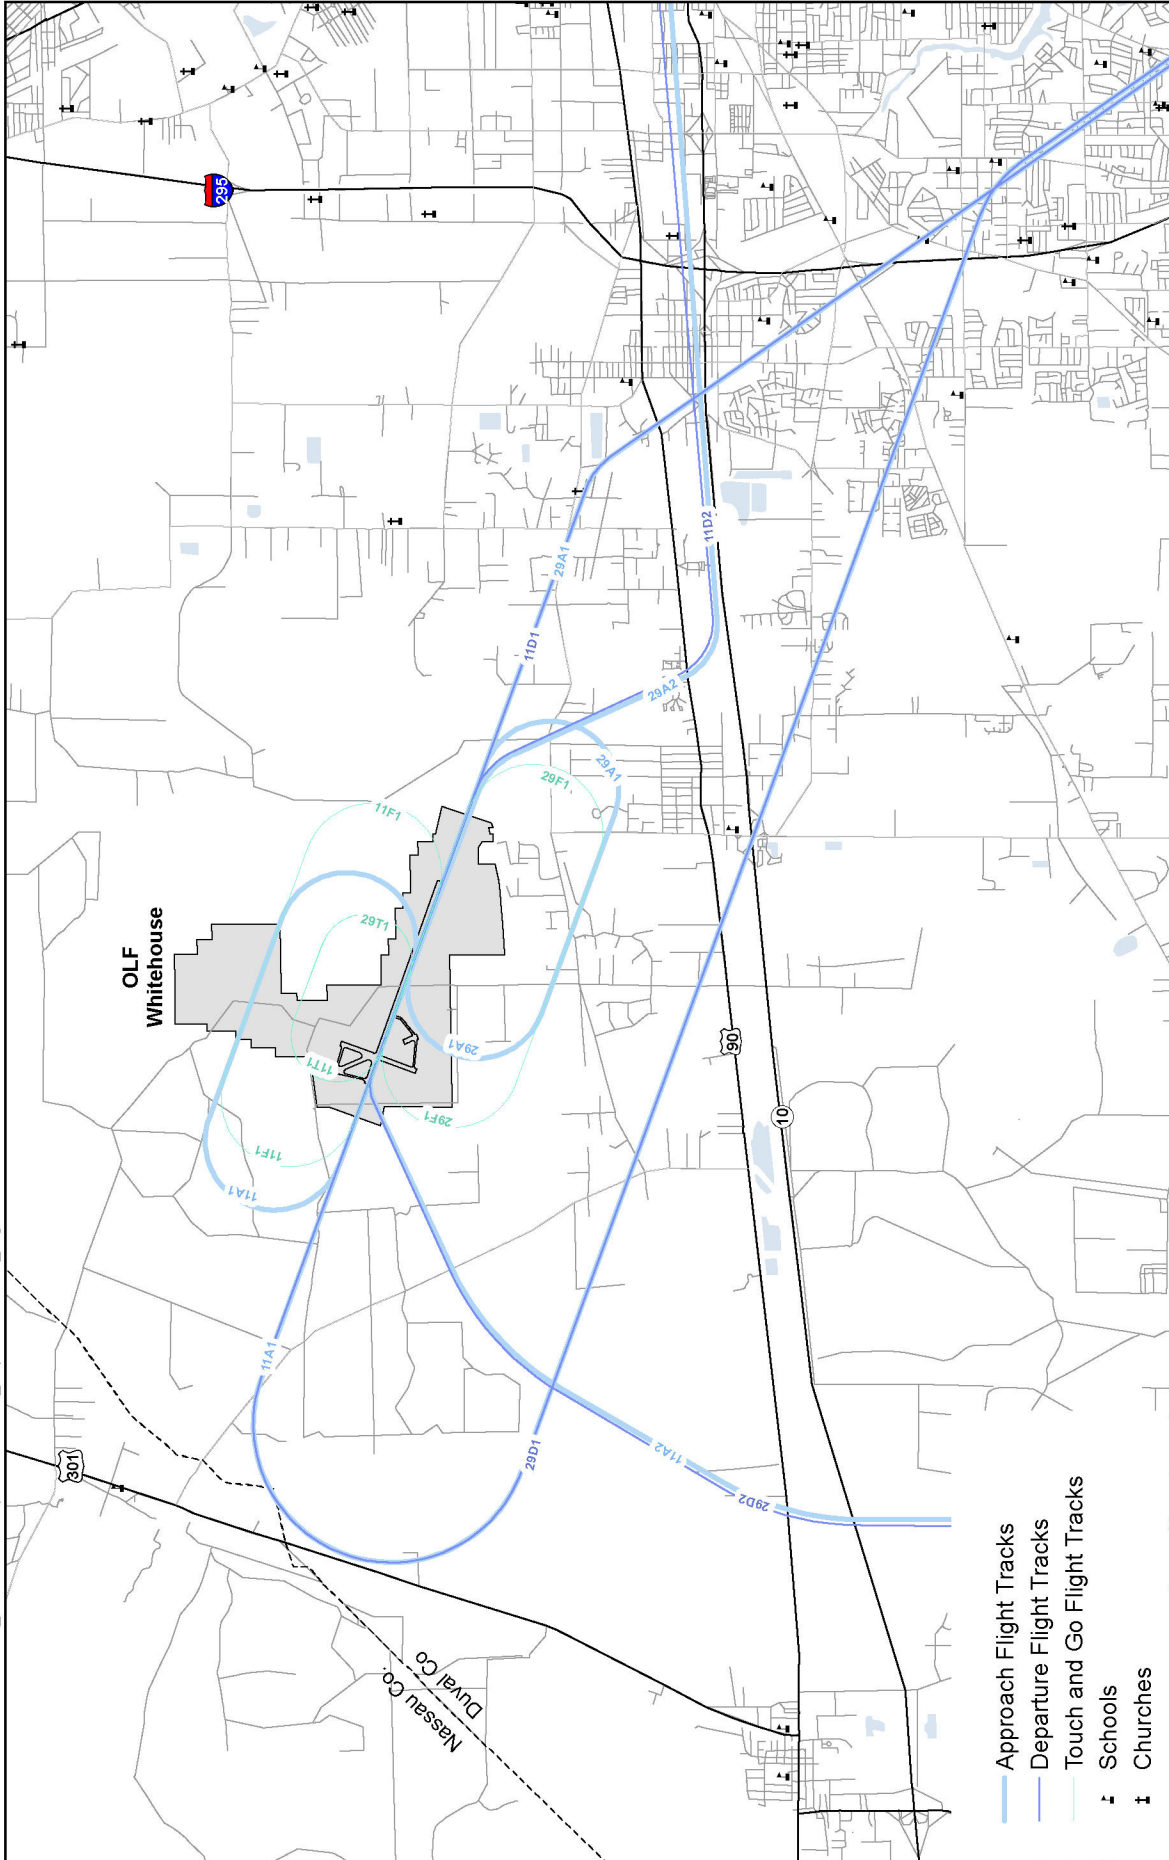 OLF
Whitehouse
295
301
90
10
Nassau Co.
Duval Co
11F1
29T1
11T1
11F1
11A1
11A1
29A1
29F1
29F1
29A1
29A2
11D1
29A1
11D2
29D1
11A2
29D2
Approach Flight Tracks
Departure Flight Tracks
Touch and Go Flight Tracks
Schools
Churches